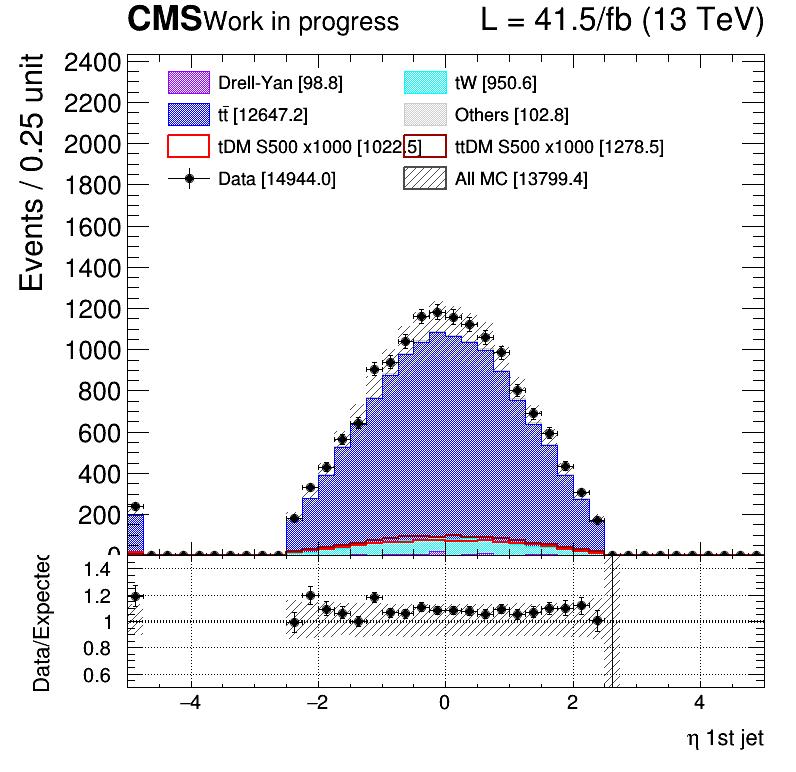 CMS Work in progress L = 41.5/fb (13 TeV)
Events / 0.25 unit
2400
2200
2000
1800
1600
1400
1200
1000
800
600
400
200
0
Drell-Yan [98.8] tW [950.6]
tt̄ [12647.2] Others [102.8]
tDM S500 x1000 [1022.5] ttDM S500 x1000 [1278.5]
Data [14944.0] All MC [13799.4]
Data/Expected
1.4
1.2
1
0.8
0.6
−4 −2 0 2 4
η 1st jet